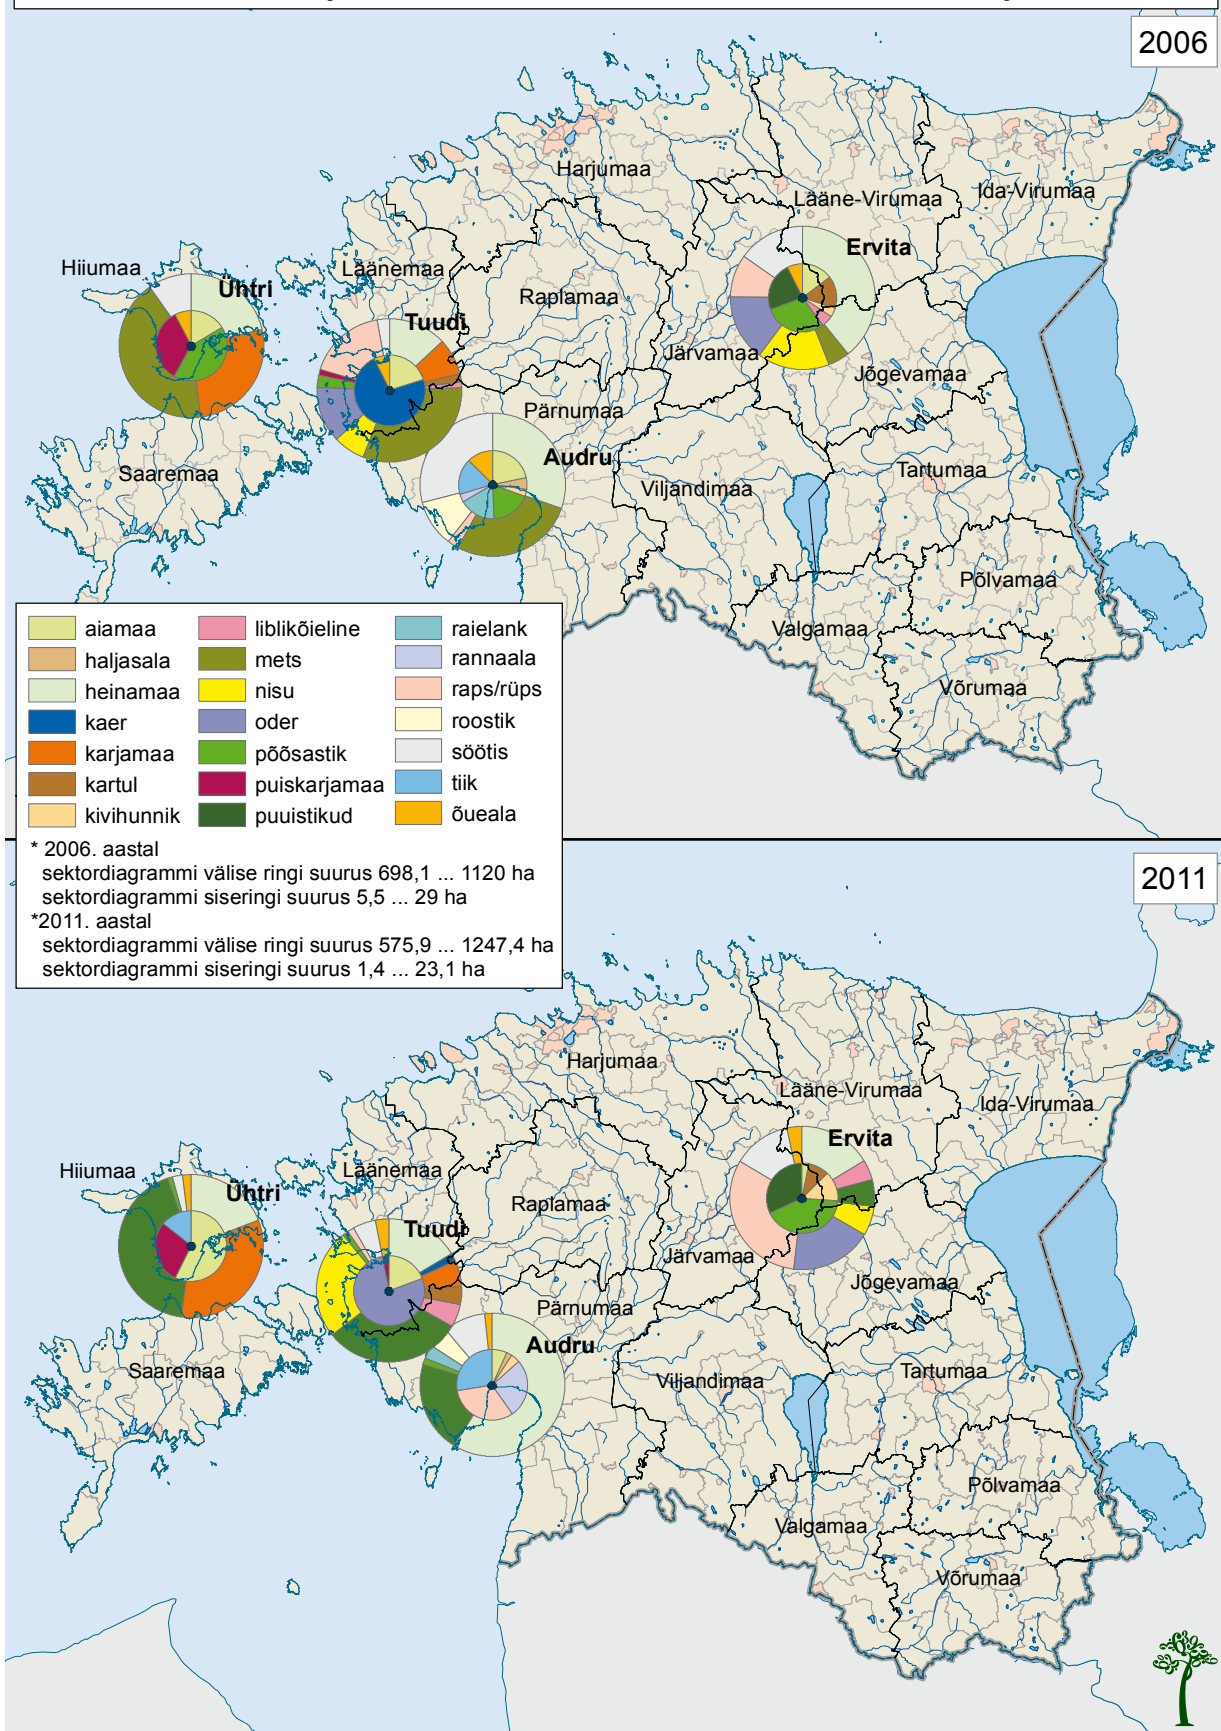 2006
Harjumaa
Ida-Virumaa
Lääne-Virumaa
Ervita
Hiiumaa
Läänemaa
Ühtri
Raplamaa
Tuudi
Järvamaa
Jõgevamaa
Pärnumaa
Audru
Saaremaa
Tartumaa
Viljandimaa
Põlvamaa
Valgamaa
Võrumaa
aiamaa
haljasala
heinamaa
kaer
karjamaa
kartul
kivihunnik
liblikõieline
mets
nisu
oder
põõsastik
puiskarjamaa
puuistikud
raielank
rannaala
raps/rüps
roostik
söötis
tiik
õueala
* 2006. aastal
sektordiagrammi välise ringi suurus 698,1 ... 1120 ha
sektordiagrammi siseringi suurus 5,5 ... 29 ha
*2011. aastal
sektordiagrammi välise ringi suurus 575,9 ... 1247,4 ha
sektordiagrammi siseringi suurus 1,4 ... 23,1 ha
2011
Harjumaa
Lääne-Virumaa
Ida-Virumaa
Ervita
Hiiumaa
Läänemaa
Ühtri
Raplamaa
Tuudi
Järvamaa
Jõgevamaa
Pärnumaa
Audru
Saaremaa
Tartumaa
Viljandimaa
Põlvamaa
Valgamaa
Võrumaa